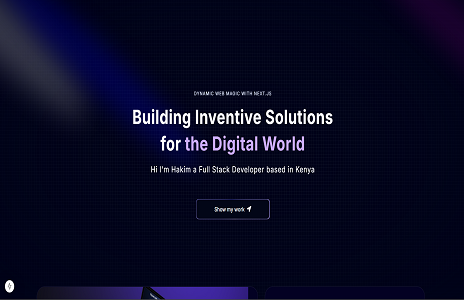 DYNAMIC WEB MAGIC WITH NEXT.JS
Building Inventive Solutions
for the Digital World
Hi I'm Hakim a Full Stack Developer based in Kenya
Show my work